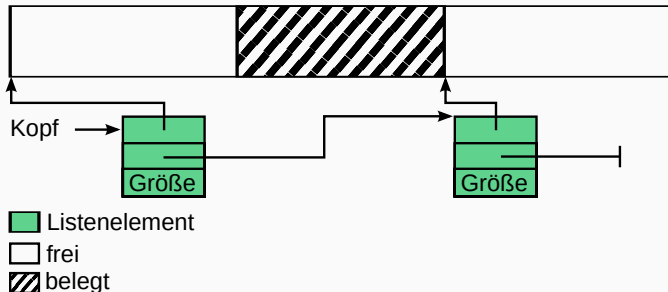 Kopf
Größe
Größe
Listenelement
frei
belegt